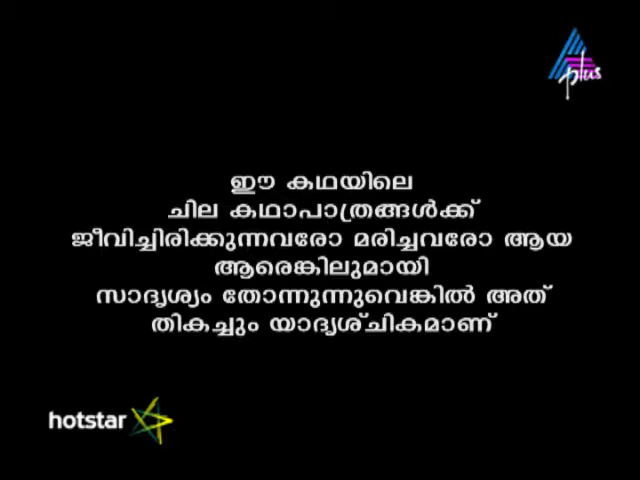 plus
ഈ കഥയിലെ
ചില കഥാപാത്രങ്ങൾക്ക്
ജീവിച്ചിരിക്കുന്നവരോ മരിച്ചവരോ ആയ
ആരെങ്കിലുമായി
സാദൃശ്യം തോന്നുന്നുവെങ്കിൽ അത്
തികച്ചും യാദൃശ്ചികമാണ്
hotstar